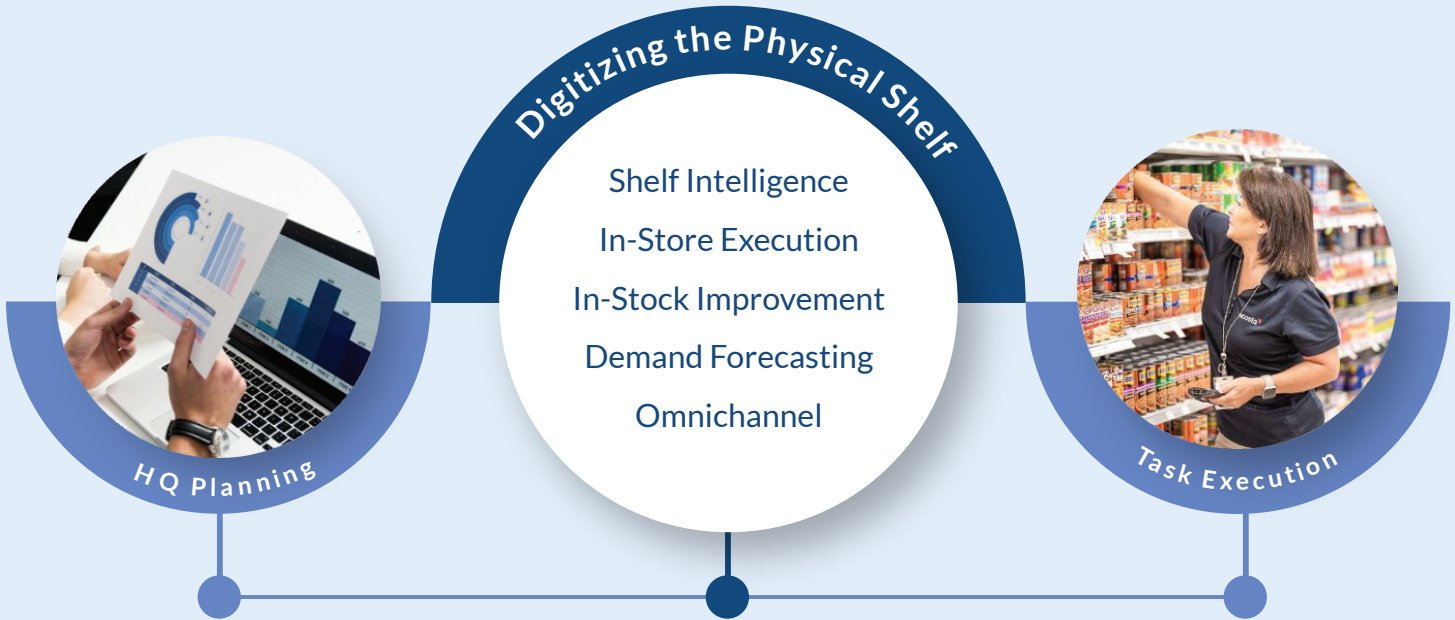 Digitizing the Physical Shelf
Shelf Intelligence
In-Store Execution
In-Stock Improvement
Demand Forecasting
Omnichannel
HQ Planning
Task Execution